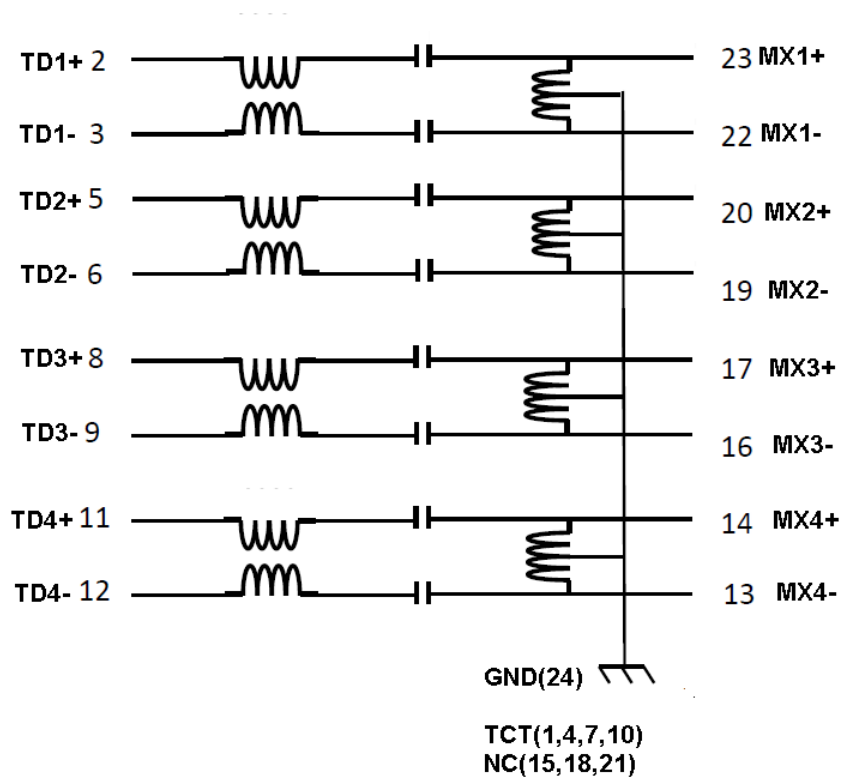 TD1+ 2 23 MX1+
TD1- 3 22 MX1-
TD2+ 5 20 MX2+
TD2- 6 19 MX2-
TD3+ 8 17 MX3+
TD3- 9 16 MX3-
TD4+ 11 14 MX4+
TD4- 12 13 MX4-
GND(24)
TCT(1,4,7,10)
NC(15,18,21)